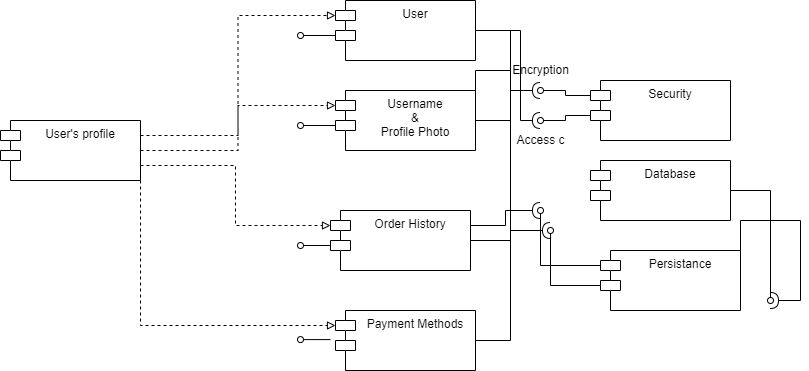 User
Encryption
Username
&
Profile Photo
Security
User's profile
Access c
Database
Order History
Persistance
Payment Methods